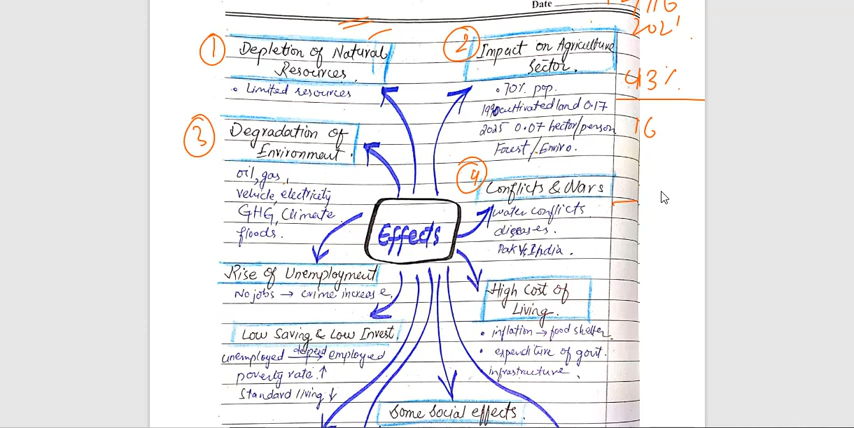 Date
2021
43%
16
1 Depletion of Natural
Resources.
• Limited resources
2 Impact on Agriculture
Sector.
• 70% pop.
1990 cultivated land 0.17
2025 0.07 hector/person
Forest/Enviro.
3 Degradation of
Environment.
oil, gas,
vehicle, electricity
GHG, Climate
floods.
4 Conflicts & Wars
water conflicts
diseases.
Pak Vs India.
Effects
Rise of Unemployment
No jobs → crime increase.
High Cost of
Living.
• inflation → food shelter
• expenditure of govt.
infrastructure.
Low Saving & Low Invest.
depend
unemployed → employed
poverty rate ↑
Standard living ↓
Some Social effects